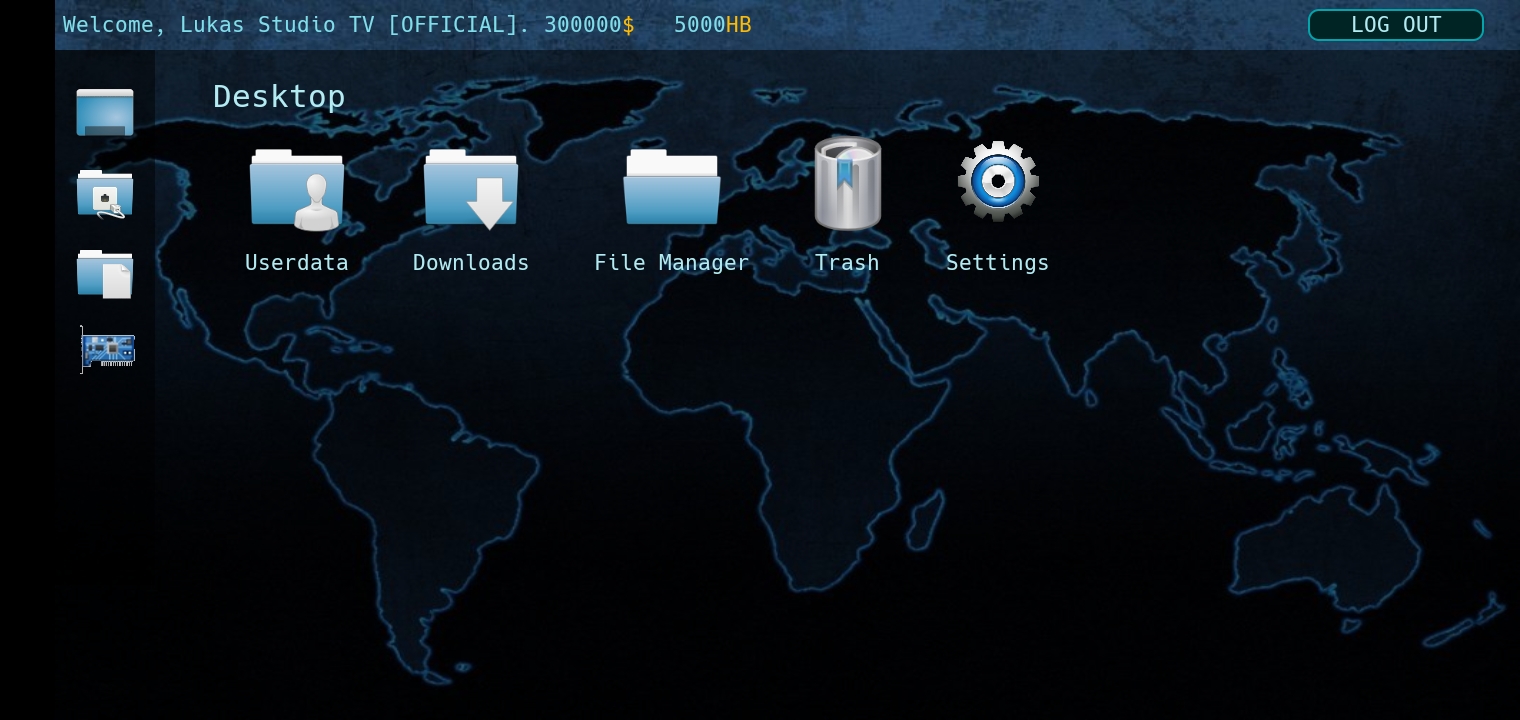 Welcome, Lukas Studio TV [OFFICIAL]. 300000$ 5000HB
LOG OUT
Desktop
Userdata
Downloads
File Manager
Trash
Settings